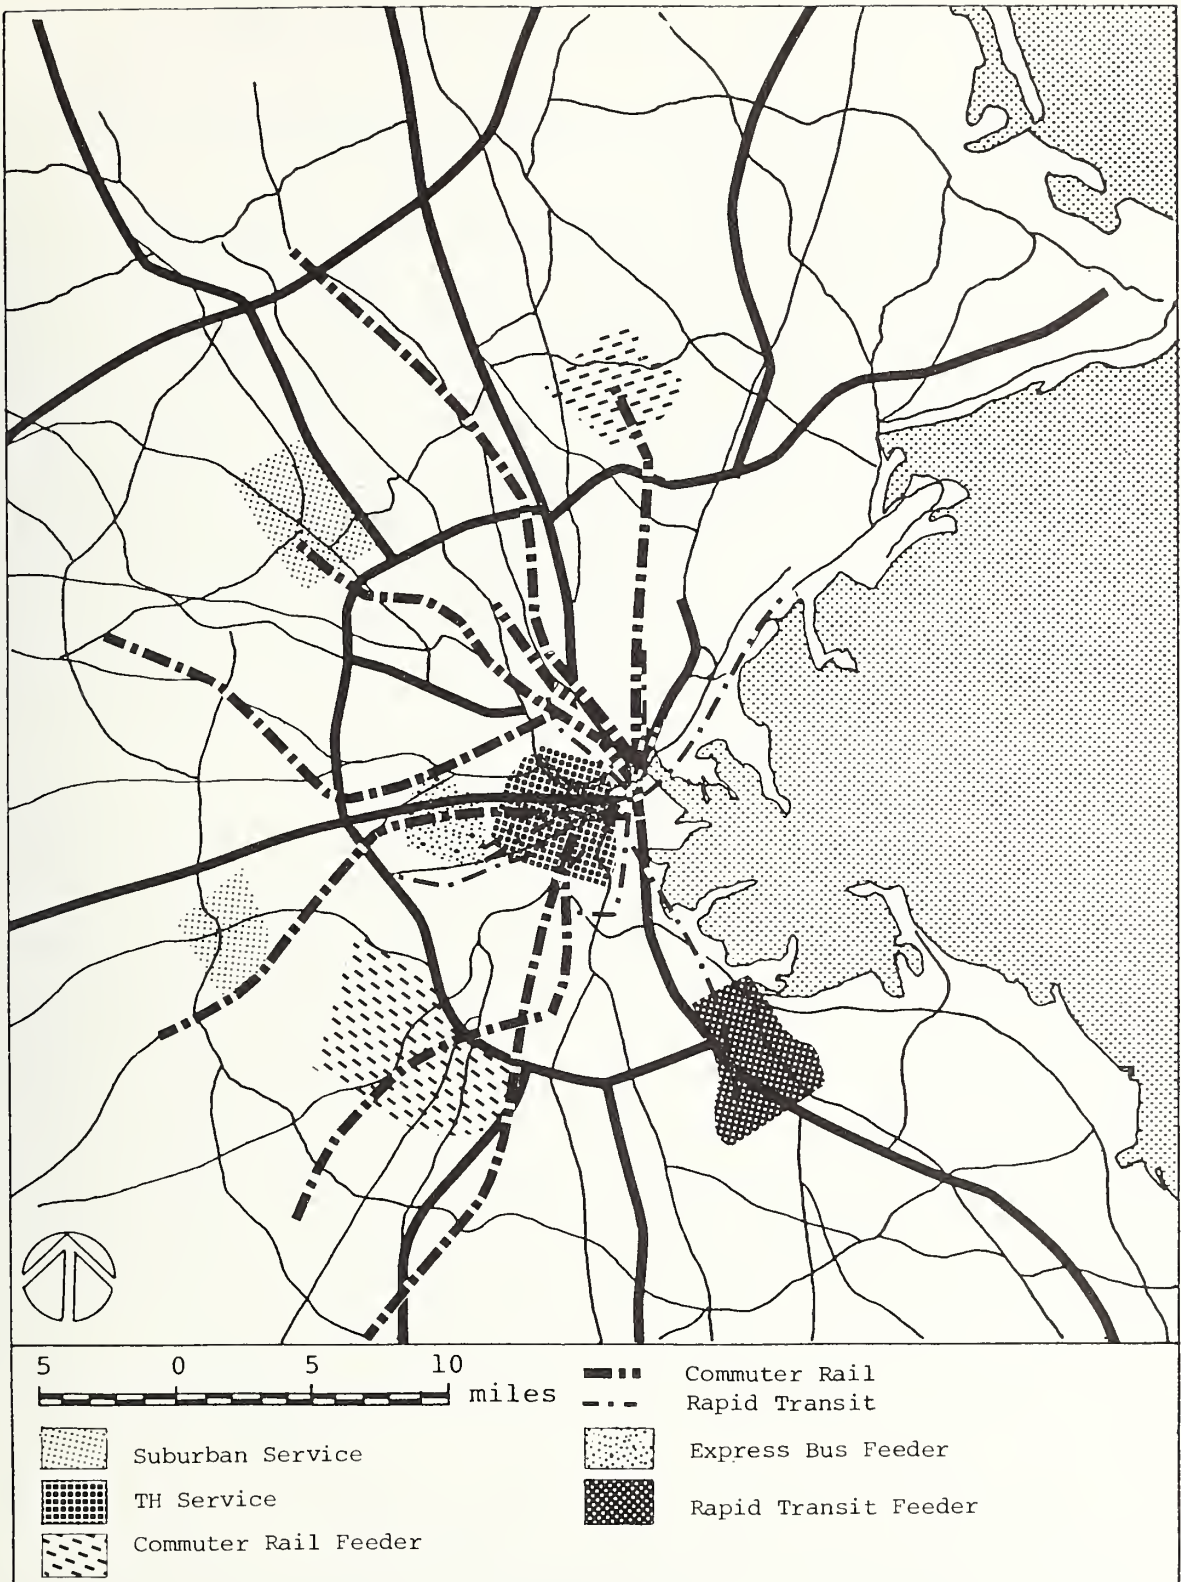 5 0 5 10
miles
Commuter Rail
Rapid Transit
Suburban Service
Express Bus Feeder
TH Service
Rapid Transit Feeder
Commuter Rail Feeder